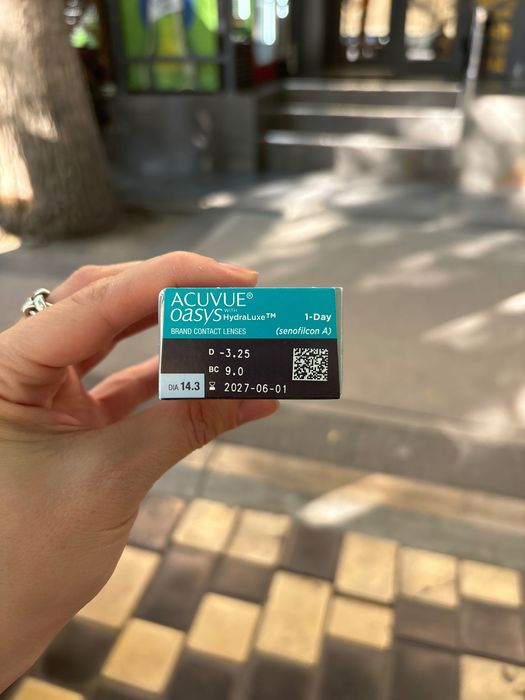 ACUVUE®
OASYS WITH HydraLuxe™ 1-Day
BRAND CONTACT LENSES (senofilcon A)
D -3.25
BC 9.0
DIA 14.3 2027-06-01